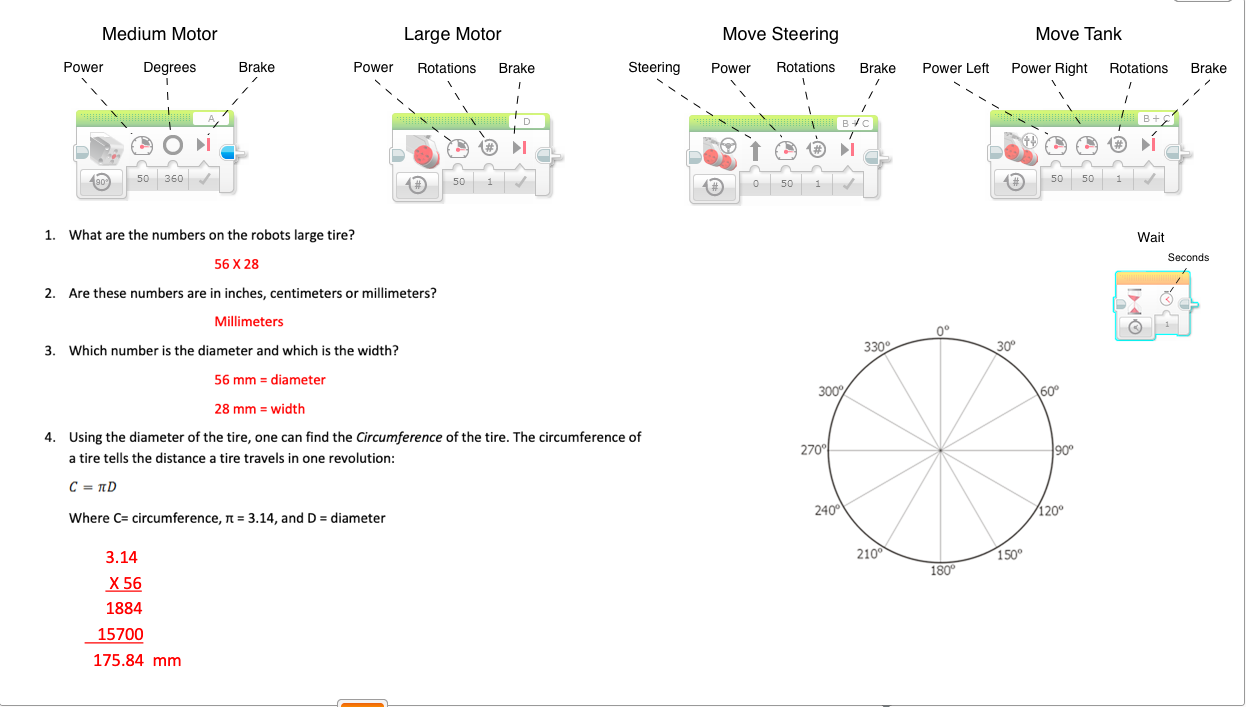 Medium Motor Large Motor Move Steering Move Tank
Power Degrees Brake Power Rotations Brake Steering Power Rotations Brake Power Left Power Right Rotations Brake
A D B + C B + C
# # # #
90° 50 360 # 50 1 # 0 50 1 # 50 50 1
1. What are the numbers on the robots large tire?
56 X 28
2. Are these numbers are in inches, centimeters or millimeters?
Millimeters
3. Which number is the diameter and which is the width?
56 mm = diameter
28 mm = width
4. Using the diameter of the tire, one can find the Circumference of the tire. The circumference of
a tire tells the distance a tire travels in one revolution:
C = πD
Where C= circumference, π = 3.14, and D = diameter
3.14
X 56
1884
15700
175.84 mm
Wait
Seconds
1
0°
330° 30°
300° 60°
270° 90°
240° 120°
210° 150°
180°